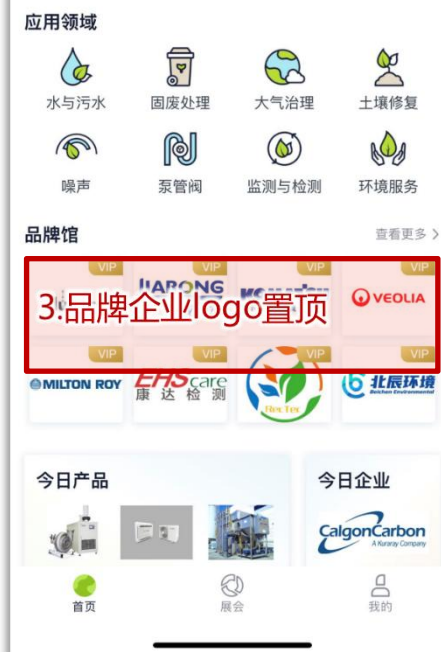 应用领域
水与污水 固废处理 大气治理 土壤修复
噪声 泵管阀 监测与检测 环境服务
品牌馆 查看更多 >
VIP VIP VIP VIP
JIARONG KOMATSU VEOLIA
3.品牌企业logo置顶
VIP VIP VIP VIP
MILTON ROY EHS care RecTec 北辰环境
康达检测 Beichen Environmental
今日产品 今日企业
CalgonCarbon
A Kuraray Company
首页 展会 我的